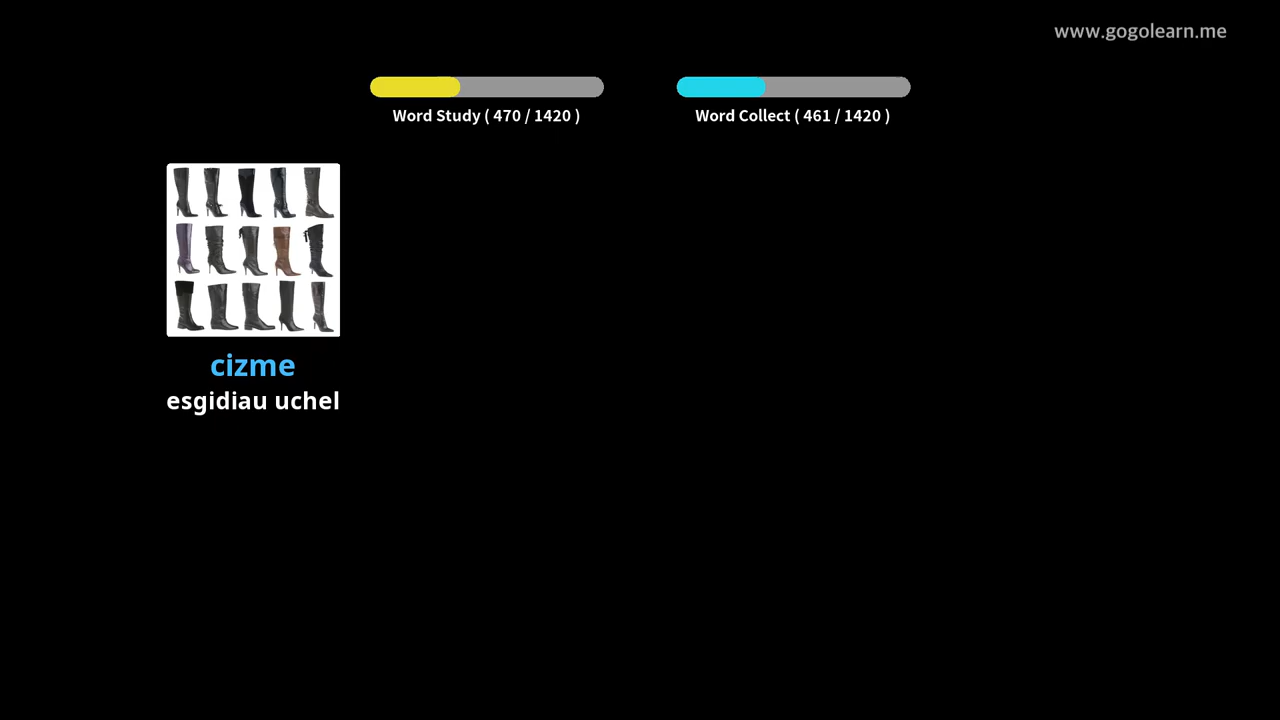 www.gogolearn.me
Word Study ( 470 / 1420 )
Word Collect ( 461 / 1420 )
cizme
esgidiau uchel